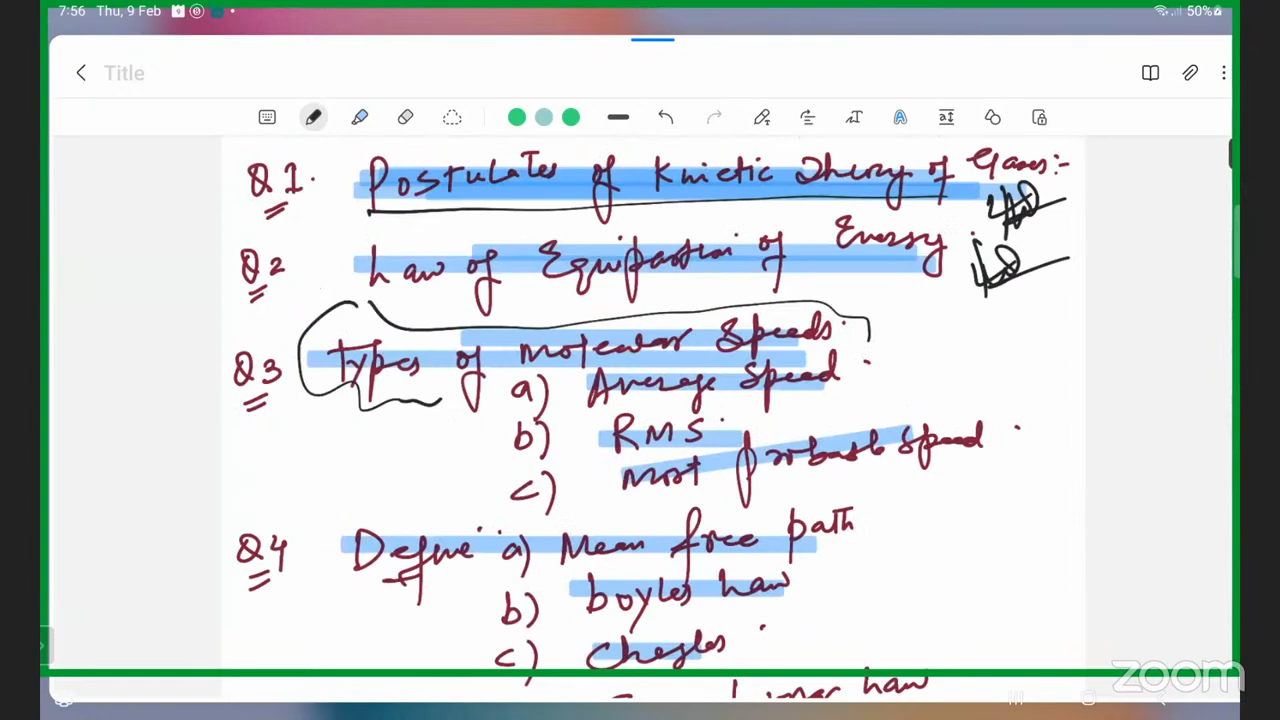 7:56 Thu, 9 Feb
50%
Title
Q1. Postulates of Kinetic Theory of Gases:-
Q2 Law of Equipartion of Energy.
Q3 Types of Molecular Speeds.
a) Average Speed
b) RMS
c) Most probable Speed
Q4 Define a) Mean free path
b) boyles Law
c) Charles
Law
zoom